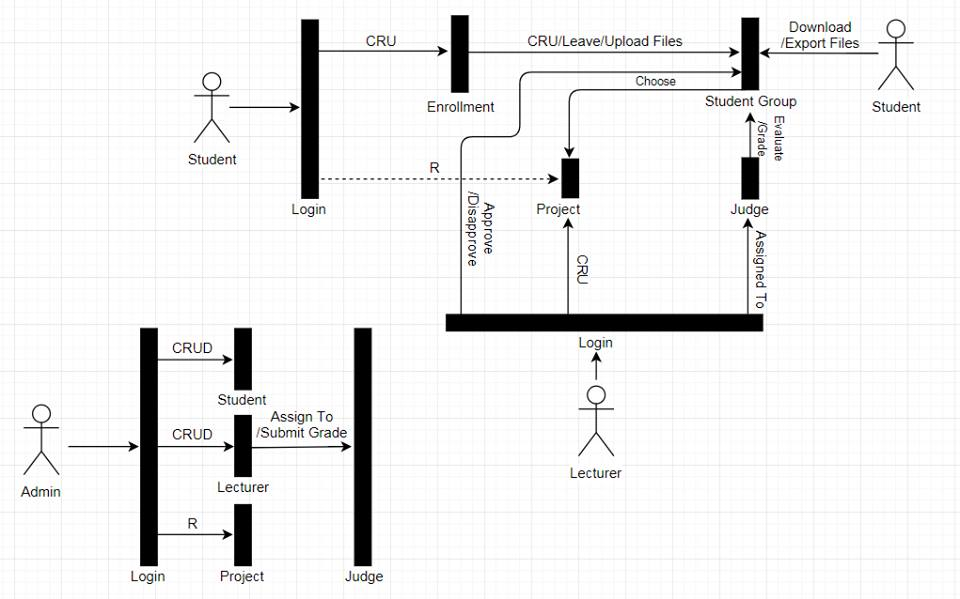 Download
/Export Files
CRU
CRU/Leave/Upload Files
Choose
Enrollment
Student Group
Student
Evaluate
/Grade
Student
R
Login
Project
Judge
Approve
/Disapprove
CRU
Assigned To
Login
CRUD
Student
Assign To
/Submit Grade
CRUD
Lecturer
Lecturer
Admin
R
Login
Project
Judge